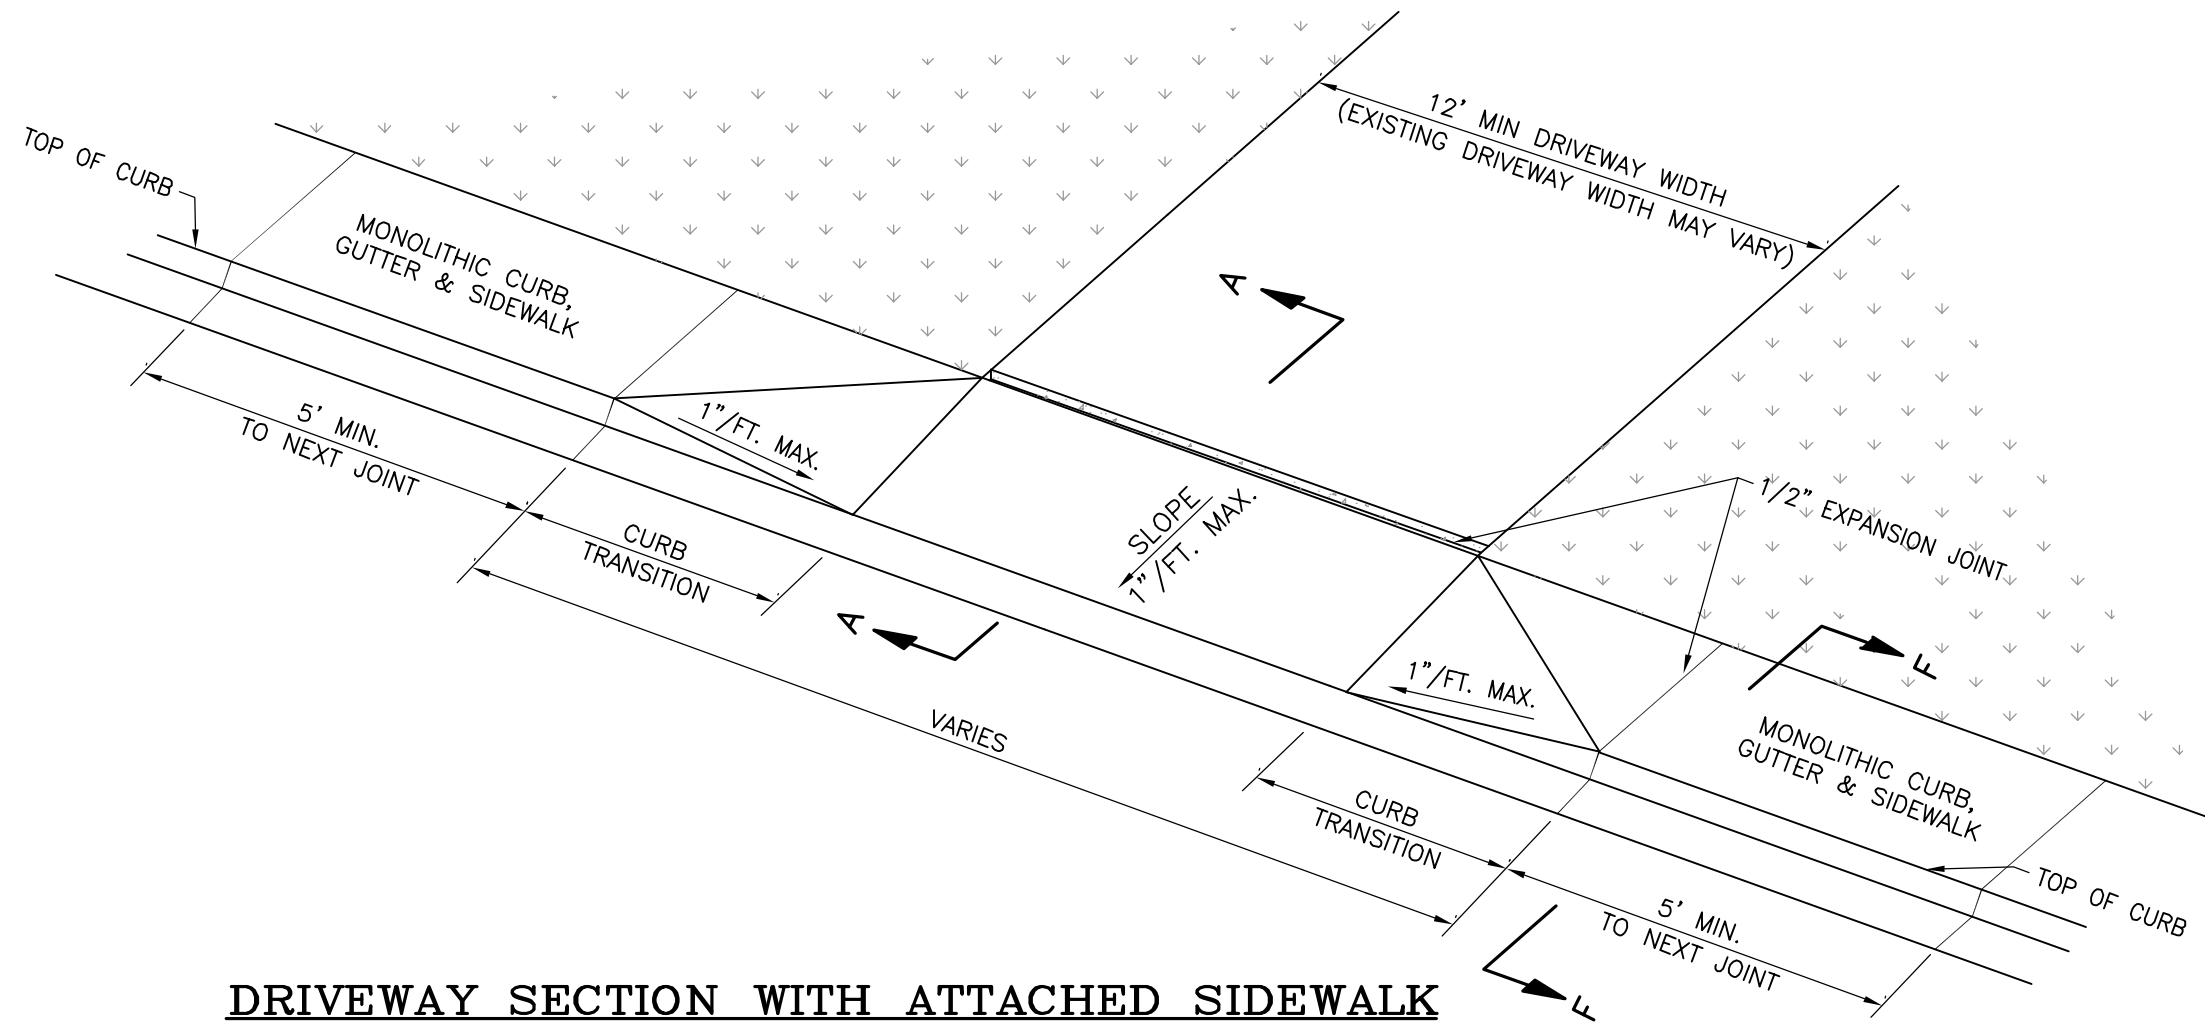 12' MIN DRIVEWAY WIDTH
(EXISTING DRIVEWAY WIDTH MAY VARY)
TOP OF CURB
MONOLITHIC CURB,
GUTTER & SIDEWALK
A
5' MIN.
TO NEXT JOINT
1"/FT. MAX.
CURB
TRANSITION
SLOPE
1"/FT. MAX.
1/2" EXPANSION JOINT
A
F
1"/FT. MAX.
VARIES
MONOLITHIC CURB,
GUTTER & SIDEWALK
CURB
TRANSITION
TOP OF CURB
5' MIN.
TO NEXT JOINT
F
DRIVEWAY SECTION WITH ATTACHED SIDEWALK